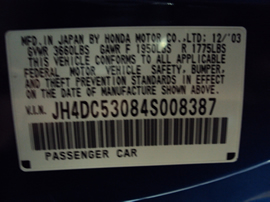 MFD. IN JAPAN BY HONDA MOTOR CO.,LTD: 12/'03
GVWR 3660LBS GAWR F 1950LBS R 1775LBS
THIS VEHICLE CONFORMS TO ALL APPLICABLE
FEDERAL MOTOR VEHICLE SAFETY, BUMPER,
AND THEFT PREVENTION STANDARDS IN EFFECT
ON THE DATE OF MANUFACTURE SHOWN ABOVE.
V.I.N. JH4DC53084S008387
PASSENGER CAR